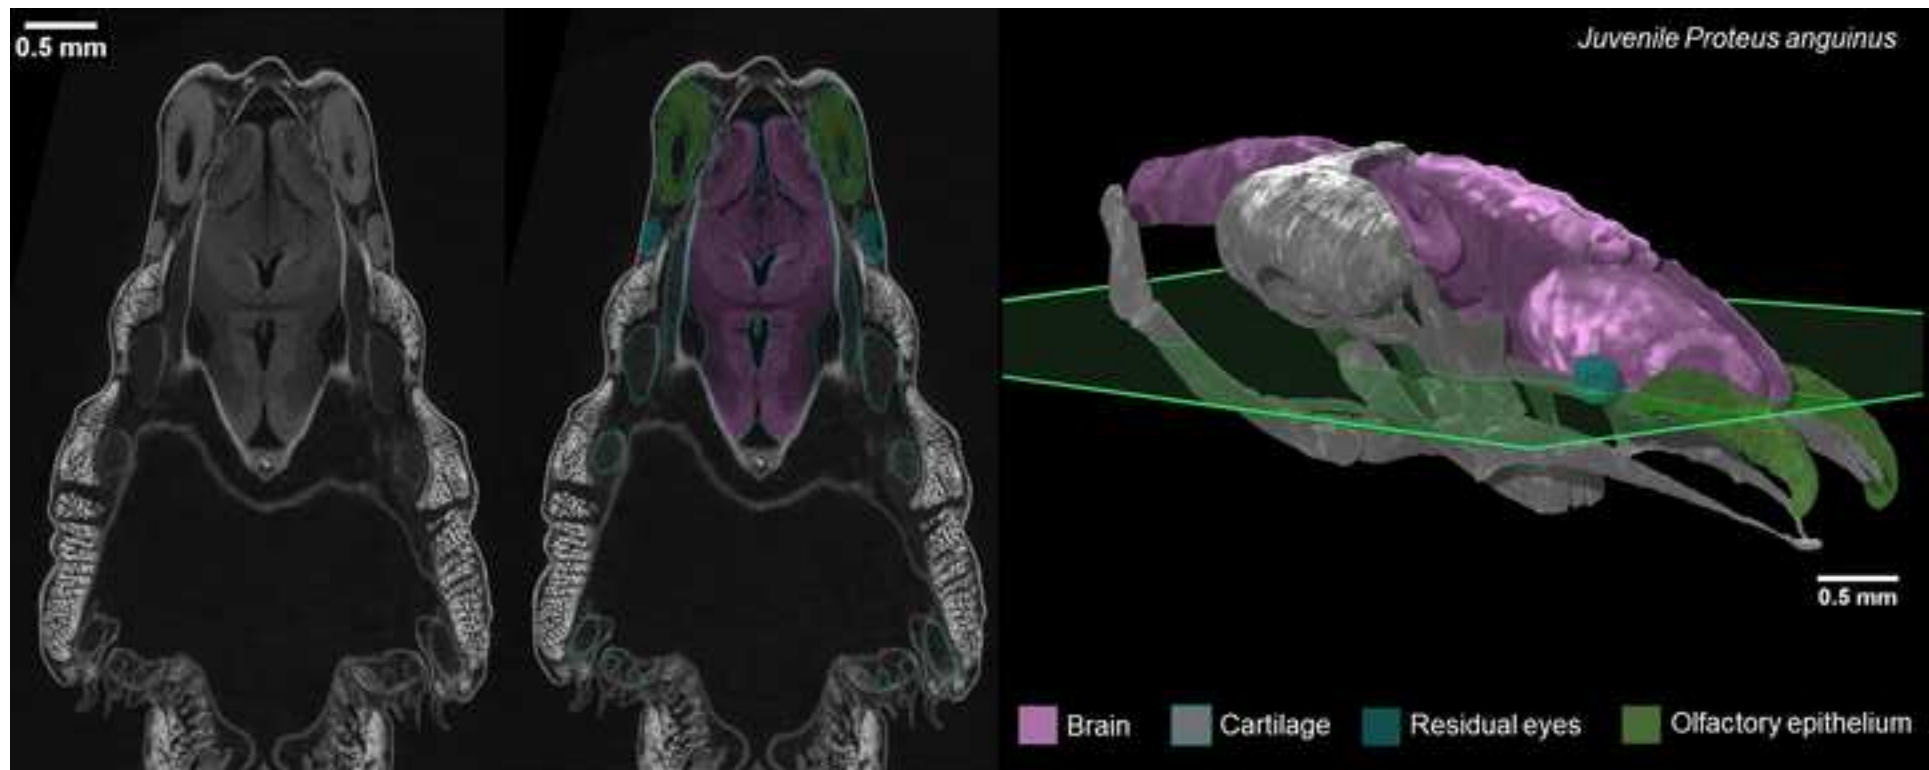 0.5 mm
Juvenile Proteus anguinus
0.5 mm
Brain
Cartilage
Residual eyes
Olfactory epithelium